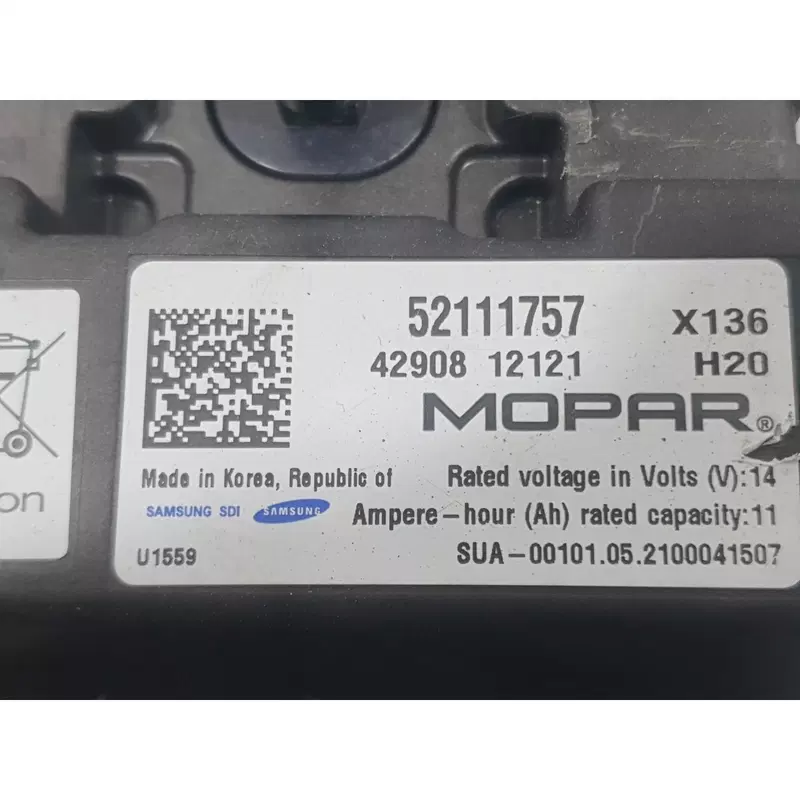 52111757 X136
42908 12121 H20
MOPAR®
Made in Korea, Republic of Rated voltage in Volts (V):14
SAMSUNG SDI SAMSUNG Ampere-hour (Ah) rated capacity:11
U1559 SUA-00101.05.2100041507